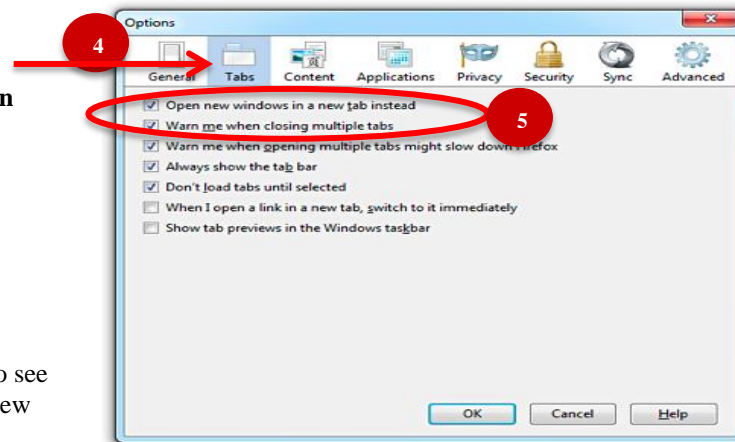 Options
4
General Tabs Content Applications Privacy Security Sync Advanced
n
Open new windows in a new tab instead
5
Warn me when closing multiple tabs
Warn me when opening multiple tabs might slow down Firefox
Always show the tab bar
Don't load tabs until selected
When I open a link in a new tab, switch to it immediately
Show tab previews in the Windows taskbar
o see
ew
OK Cancel Help